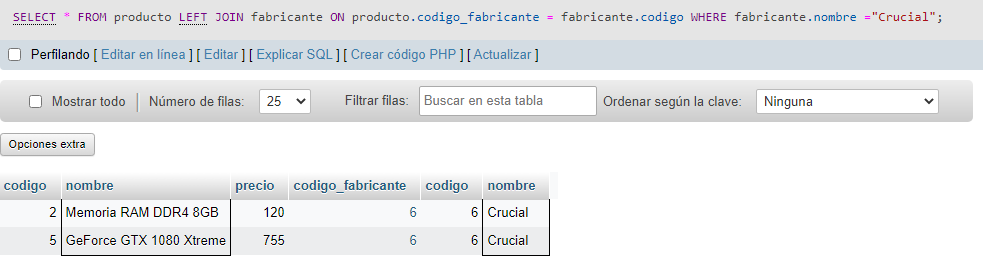 SELECT * FROM producto LEFT JOIN fabricante ON producto.codigo_fabricante = fabricante.codigo WHERE fabricante.nombre ="Crucial";
Perfilando [ Editar en línea ] [ Editar ] [ Explicar SQL ] [ Crear código PHP ] [ Actualizar ]
Mostrar todo Número de filas: 25 Filtrar filas: Buscar en esta tabla Ordenar según la clave: Ninguna
Opciones extra
codigo nombre precio codigo_fabricante codigo nombre
2 Memoria RAM DDR4 8GB 120 6 6 Crucial
5 GeForce GTX 1080 Xtreme 755 6 6 Crucial